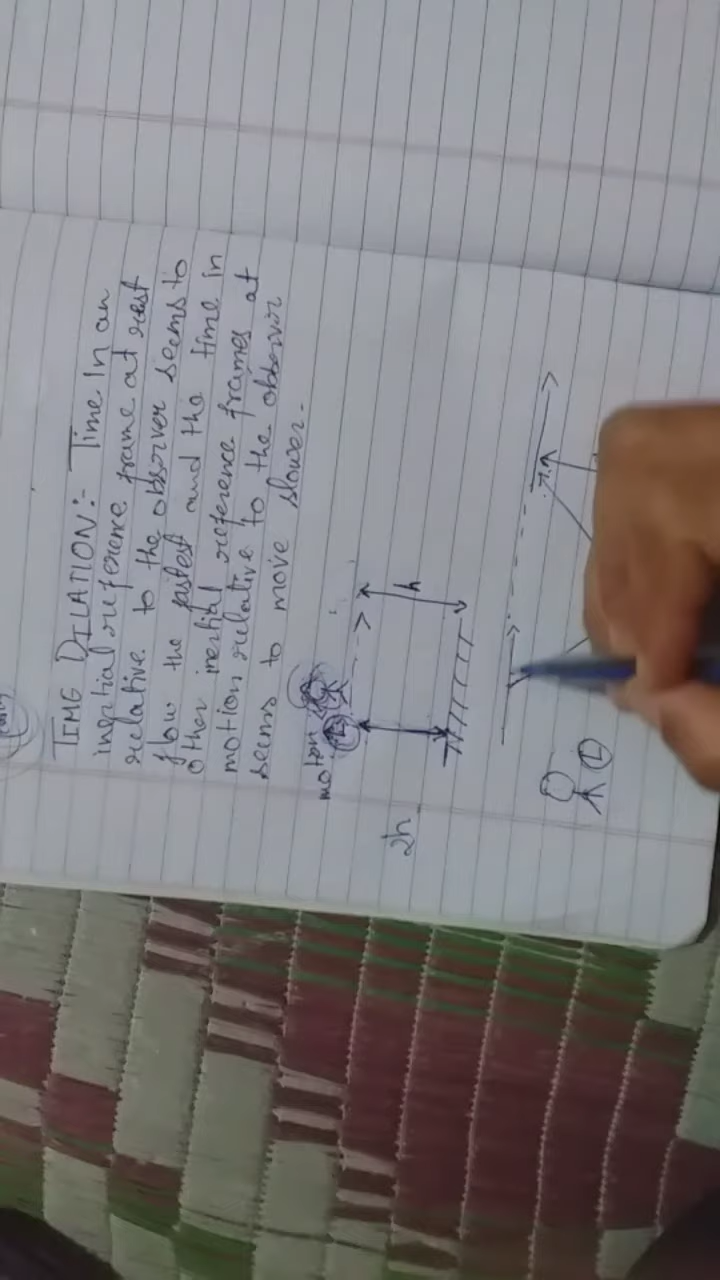 TIME DILATION:- Time in an
inertial reference frame at rest
relative to the observer seems to
flow the fastest and the time in
other inertial reference frames at
motion relative to the observer
seems to move slower.
motion
h
2h